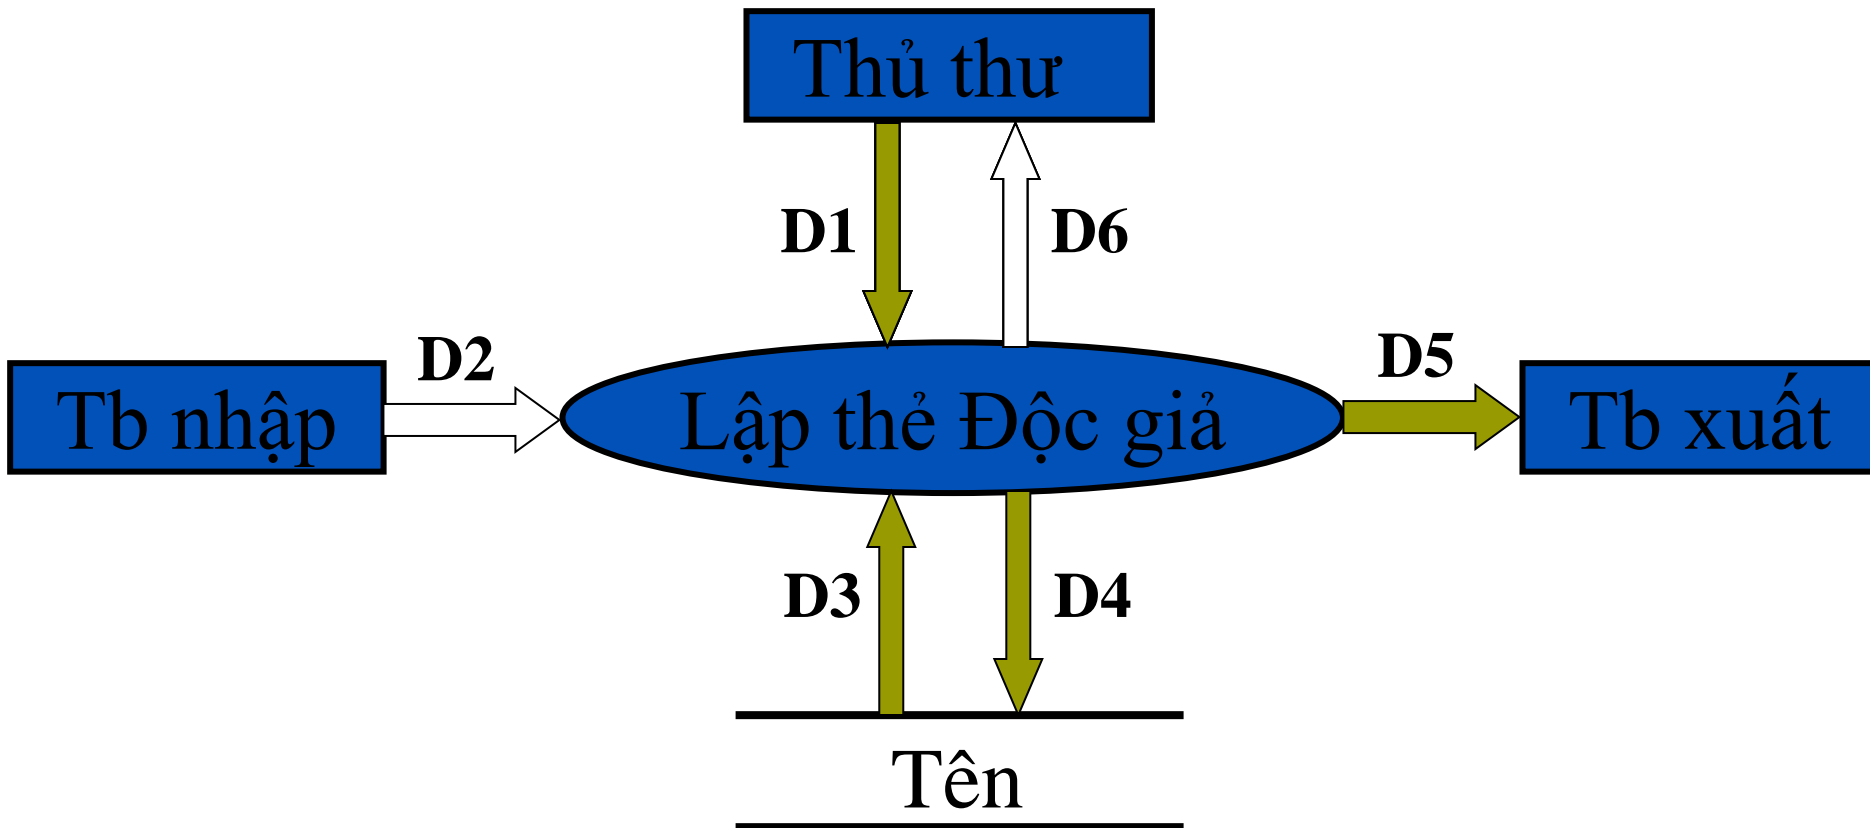 Thủ thư
D1
D6
D2
D5
Tb nhập
Lập thẻ Độc giả
Tb xuất
D3
D4
Tên